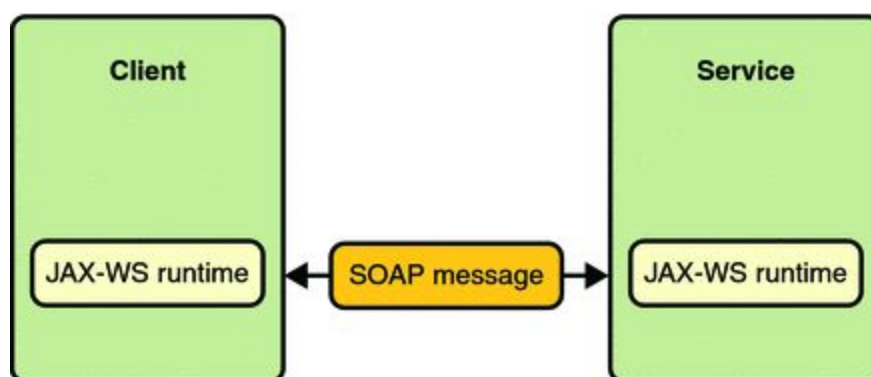 Client
Service
JAX-WS runtime
SOAP message
JAX-WS runtime